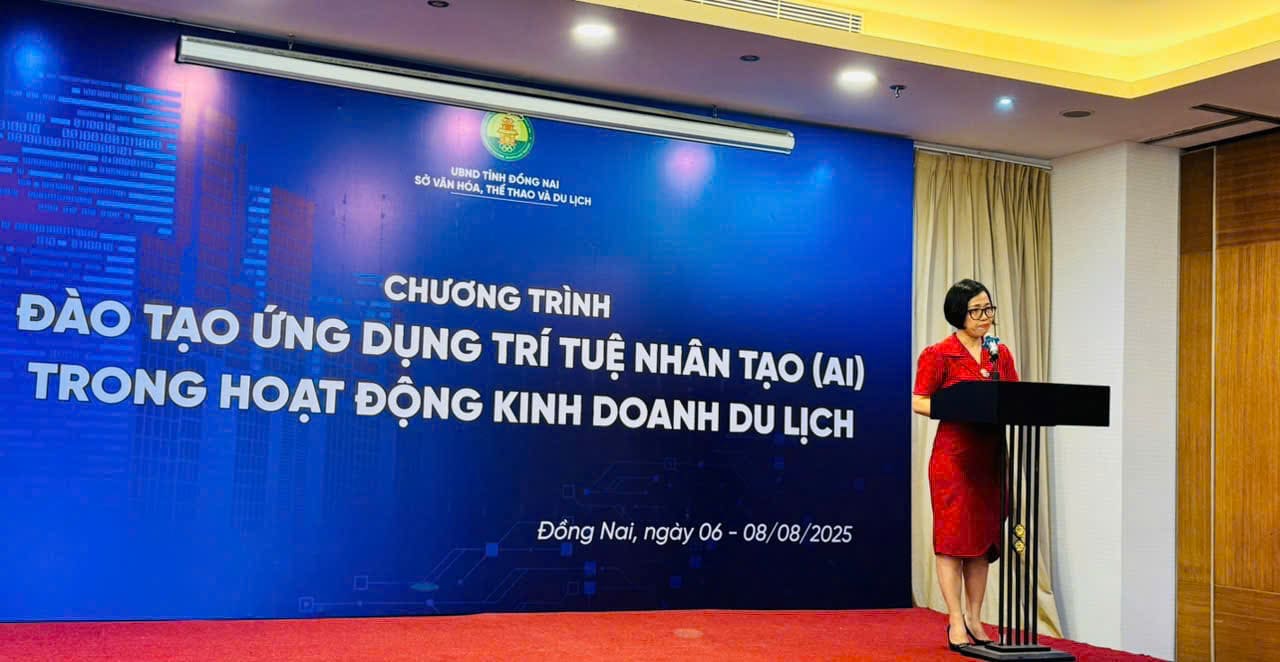 UBND TỈNH ĐỒNG NAI
SỞ VĂN HÓA, THỂ THAO VÀ DU LỊCH
CHƯƠNG TRÌNH
ĐÀO TẠO ỨNG DỤNG TRÍ TUỆ NHÂN TẠO (AI)
TRONG HOẠT ĐỘNG KINH DOANH DU LỊCH
Đồng Nai, ngày 06 - 08/08/2025